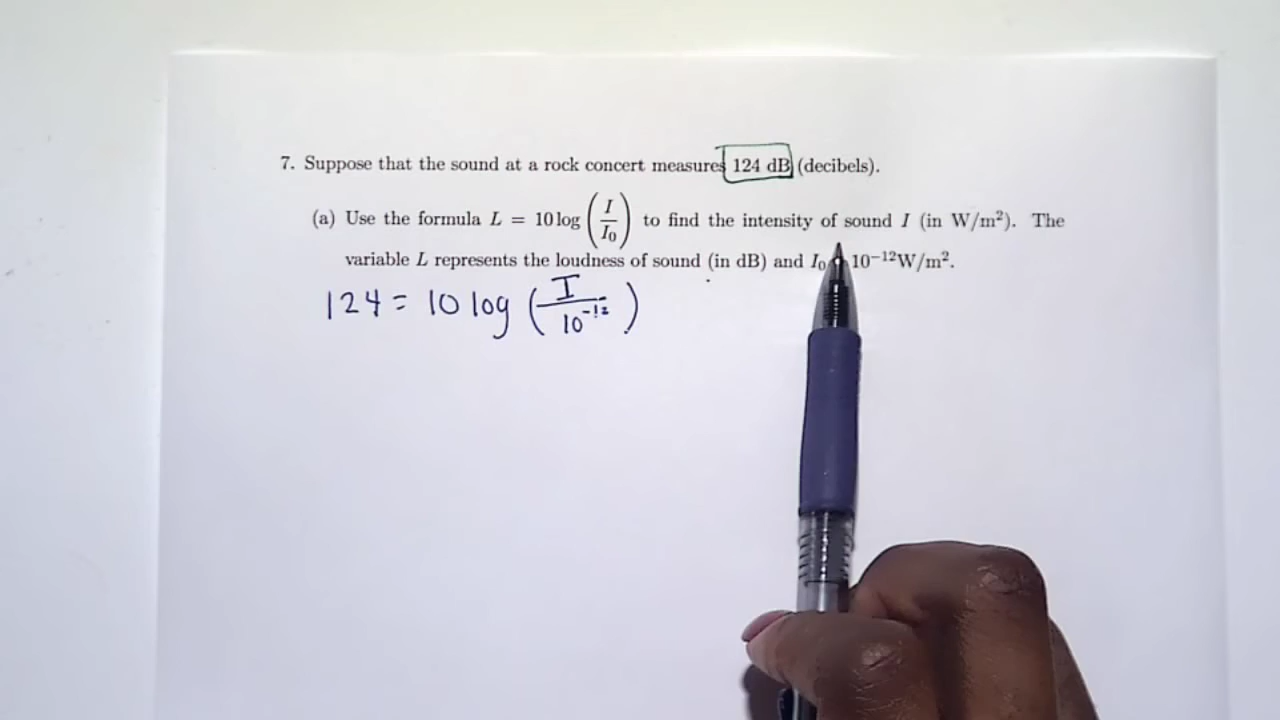 7. Suppose that the sound at a rock concert measures 124 dB (decibels).
(a) Use the formula L = 10 log (I/I₀) to find the intensity of sound I (in W/m²). The
variable L represents the loudness of sound (in dB) and I₀ 10⁻¹²W/m².
124 = 10 log (I/10⁻¹²)